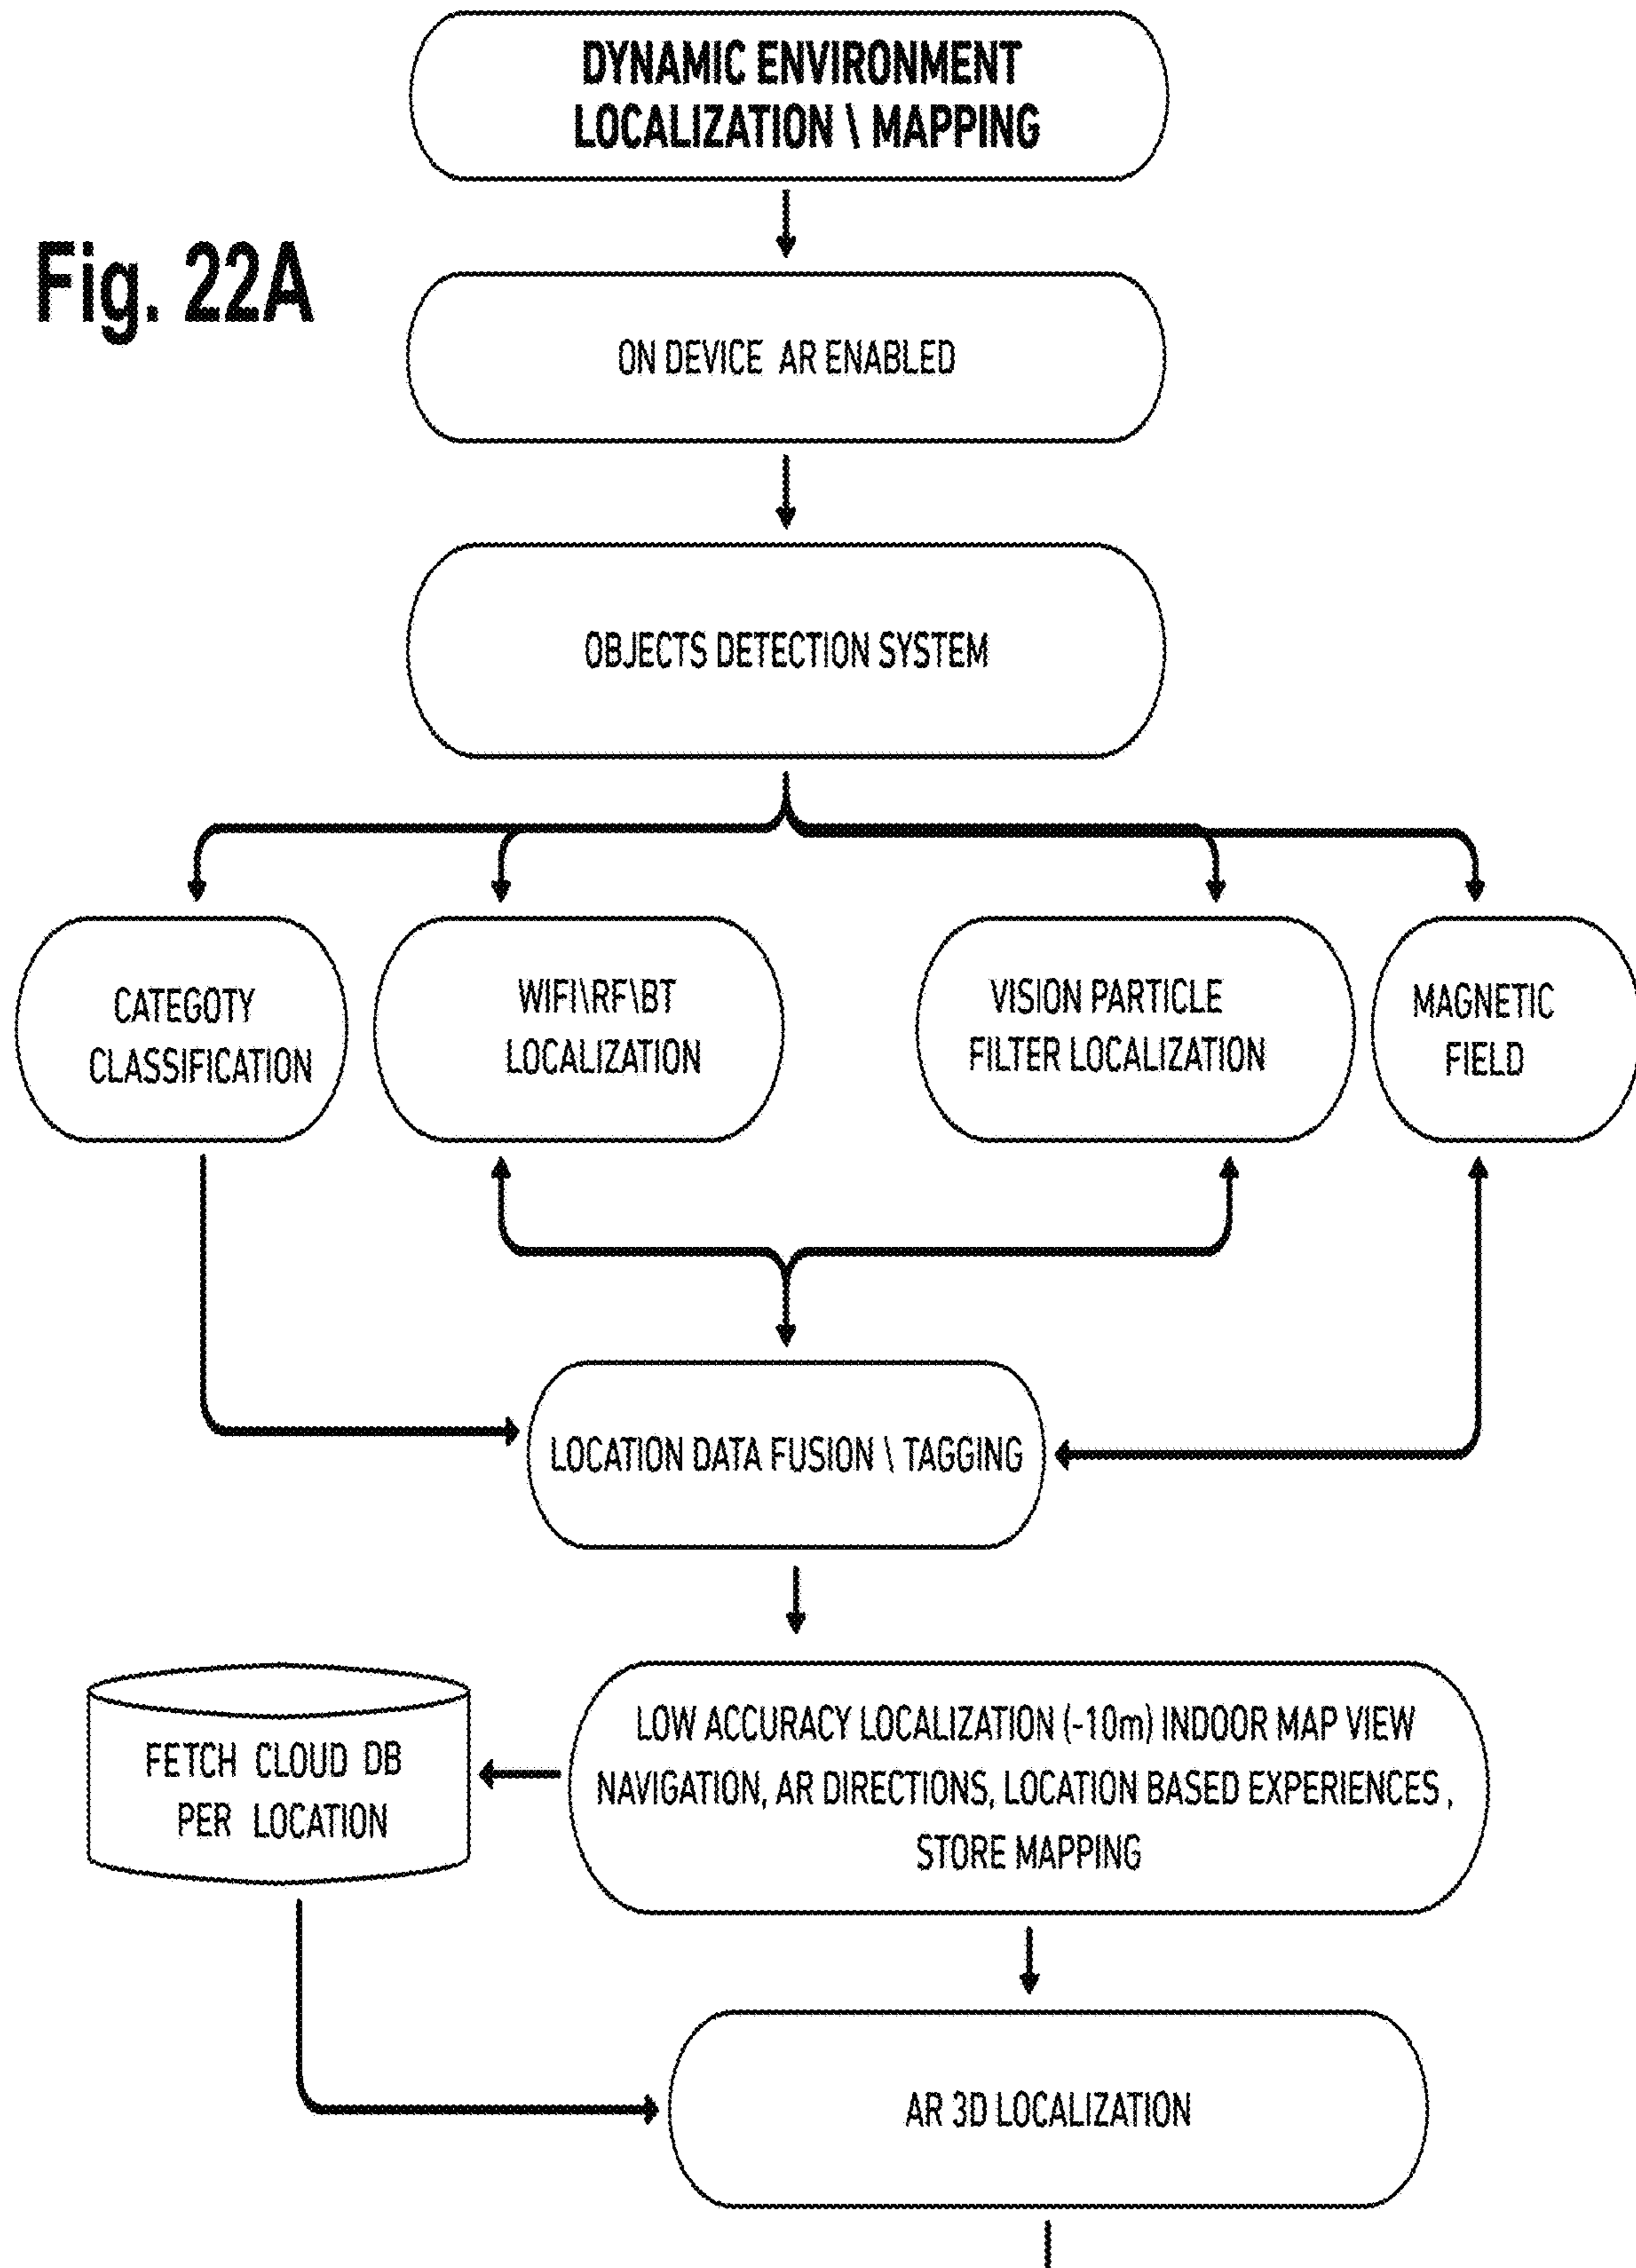 DYNAMIC ENVIRONMENT
LOCALIZATION \ MAPPING
Fig. 22A
ON DEVICE AR ENABLED
OBJECTS DETECTION SYSTEM
CATEGOTY
CLASSIFICATION
WIFI\RF\BT
LOCALIZATION
VISION PARTICLE
FILTER LOCALIZATION
MAGNETIC
FIELD
LOCATION DATA FUSION \ TAGGING
FETCH CLOUD DB
PER LOCATION
LOW ACCURACY LOCALIZATION (-10m) INDOOR MAP VIEW
NAVIGATION, AR DIRECTIONS, LOCATION BASED EXPERIENCES ,
STORE MAPPING
AR 3D LOCALIZATION